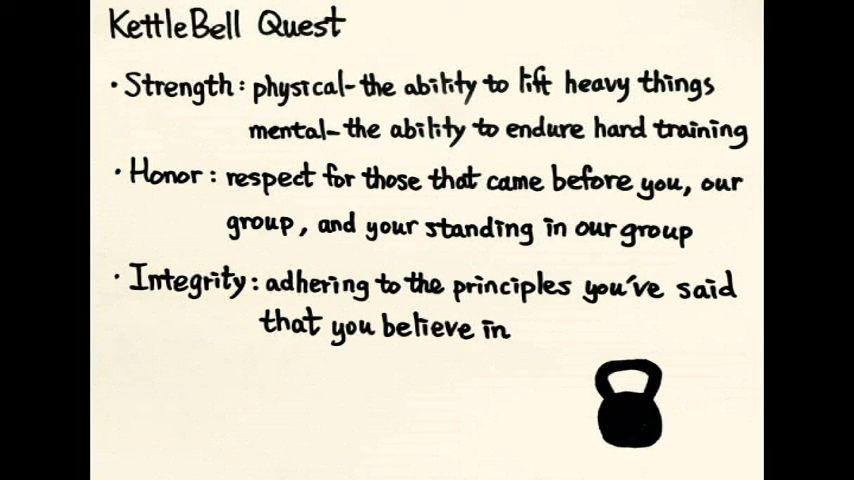 KettleBell Quest
• Strength: physical-the ability to lift heavy things
mental-the ability to endure hard training
• Honor: respect for those that came before you, our
group, and your standing in our group
• Integrity: adhering to the principles you've said
that you believe in